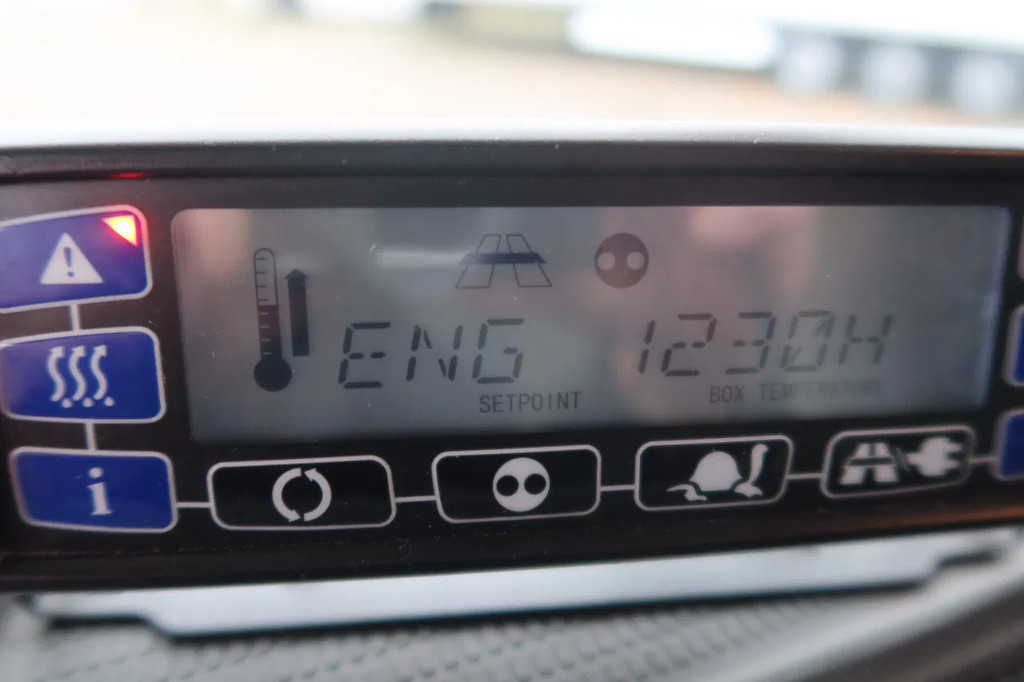 ENG 1230H
SETPOINT BOX TEMPERATURE
i